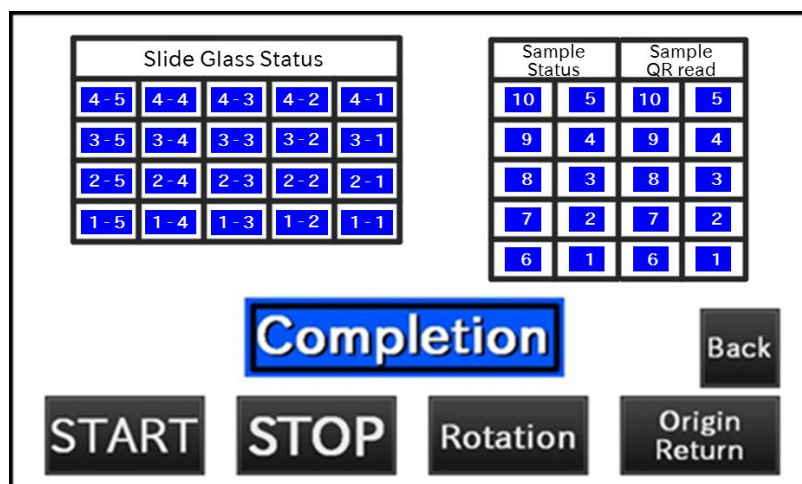 Slide Glass Status
4-5 4-4 4-3 4-2 4-1
3-5 3-4 3-3 3-2 3-1
2-5 2-4 2-3 2-2 2-1
1-5 1-4 1-3 1-2 1-1
Sample Status
Sample QR read
10 5 10 5
9 4 9 4
8 3 8 3
7 2 7 2
6 1 6 1
Completion
Back
START
STOP
Rotation
Origin
Return